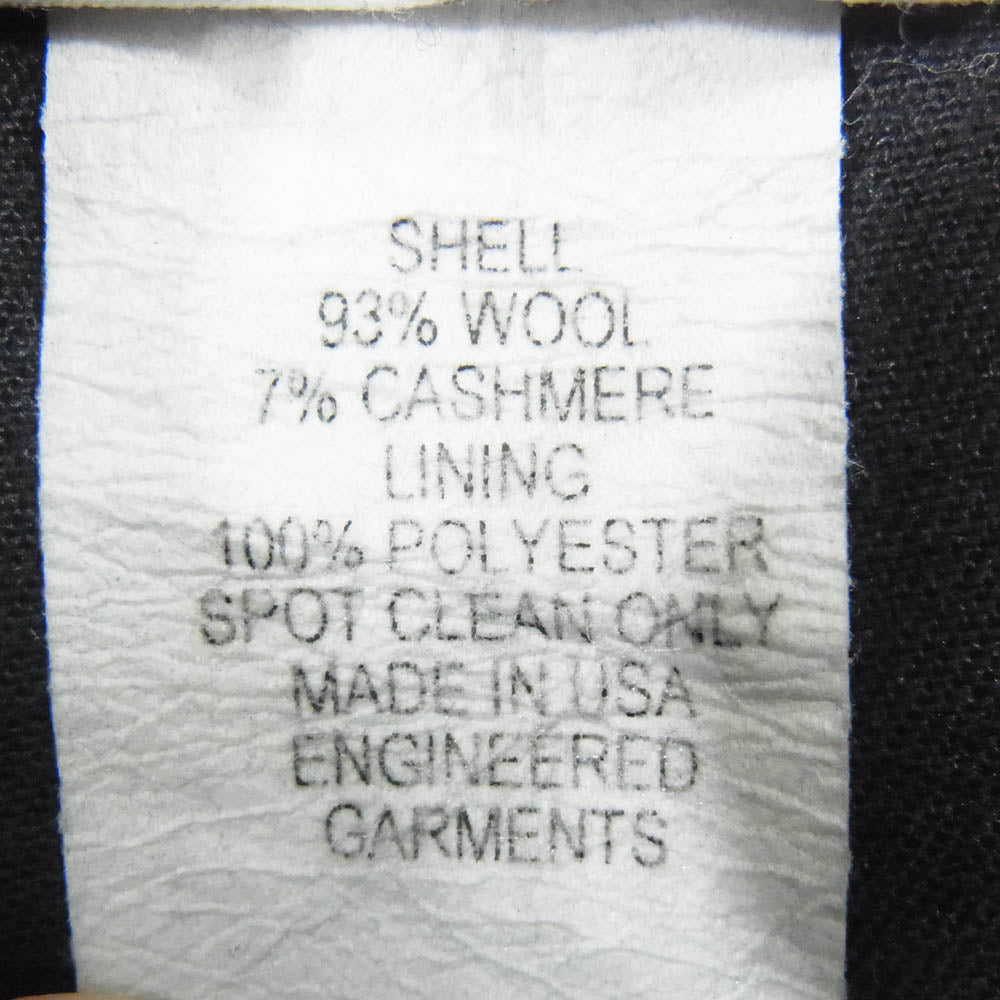 SHELL
93% WOOL
7% CASHMERE
LINING
100% POLYESTER
SPOT CLEAN ONLY
MADE IN USA
ENGINEERED
GARMENTS